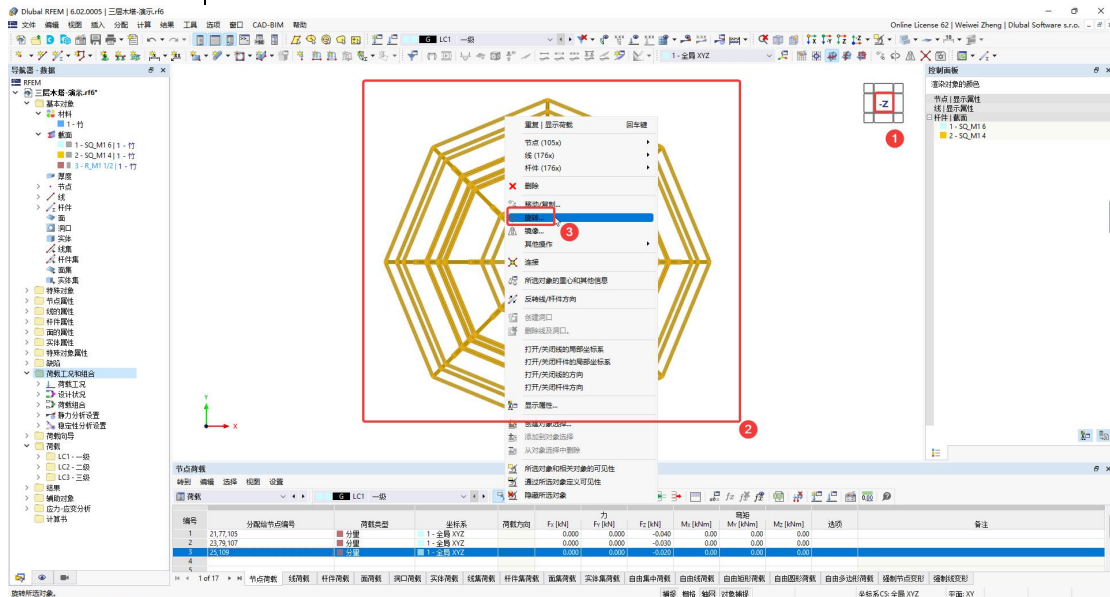 Dlubal RFEM | 6.02.0005 | 三层木塔-演示.rf6
文件 编辑 视图 插入 分配 计算 结果 工具 选项 窗口 CAD-BIM 帮助
Online License 62 | Weiwei Zheng | Dlubal Software s.r.o.
G LC1 一级
1 - 全局 XYZ
导航器 - 数据
RFEM
三层木塔-演示.rf6*
基本对象
材料
1 - 竹
截面
1 - SQ_M1 6 | 1 - 竹
2 - SQ_M1 4 | 1 - 竹
3 - R_M1 1/2 | 1 - 竹
厚度
节点
线
杆件
面
洞口
实体
线集
杆件集
面集
实体集
特殊对象
节点属性
线的属性
杆件属性
面的属性
实体属性
特殊对象属性
缺陷
荷载工况和组合
荷载工况
设计状况
荷载组合
静力分析设置
稳定性分析设置
荷载向导
荷载
LC1 - 一级
LC2 - 二级
LC3 - 三级
结果
辅助对象
应力-应变分析
计算书
Y
X
-Z
1
2
3
重复 | 显示荷载 回车键
节点 (105x)
线 (176x)
杆件 (176x)
删除
移动/复制...
旋转...
镜像...
其他操作
连接
所选对象的重心和其他信息
反转线/杆件方向
创建洞口
删除线及洞口。
打开/关闭线的局部坐标系
打开/关闭杆件的局部坐标系
打开/关闭线的方向
打开/关闭杆件方向
显示属性...
创建对象选择...
添加到对象选择
从对象选择中删除
所选对象和相关对象的可见性
通过所选对象定义可见性
隐藏所选对象
控制面板
渲染对象的颜色
节点 | 显示属性
线 | 显示属性
杆件 | 截面
1 - SQ_M1 6
2 - SQ_M1 4
节点荷载
转到 编辑 选择 视图 设置
荷载 G LC1 一级
力 弯矩
编号 分配给节点编号 荷载类型 坐标系 荷载方向 Fx [kN] Fy [kN] Fz [kN] Mx [kNm] My [kNm] Mz [kNm] 选项 备注
1 21,77,105 分量 1 - 全局 XYZ 0.000 0.000 -0.040 0.00 0.00 0.00
2 23,79,107 分量 1 - 全局 XYZ 0.000 0.000 -0.030 0.00 0.00 0.00
3 25,109 分量 1 - 全局 XYZ 0.000 0.000 -0.020 0.00 0.00 0.00
4
5
1 of 17 节点荷载 线荷载 杆件荷载 面荷载 洞口荷载 实体荷载 线集荷载 杆件集荷载 面集荷载 实体集荷载 自由集中荷载 自由线荷载 自由矩形荷载 自由圆形荷载 自由多边形荷载 强制节点变形 强制线变形
旋转所选对象。
捕捉 栅格 轴网 对象捕捉 坐标系CS: 全局 XYZ 平面: XY